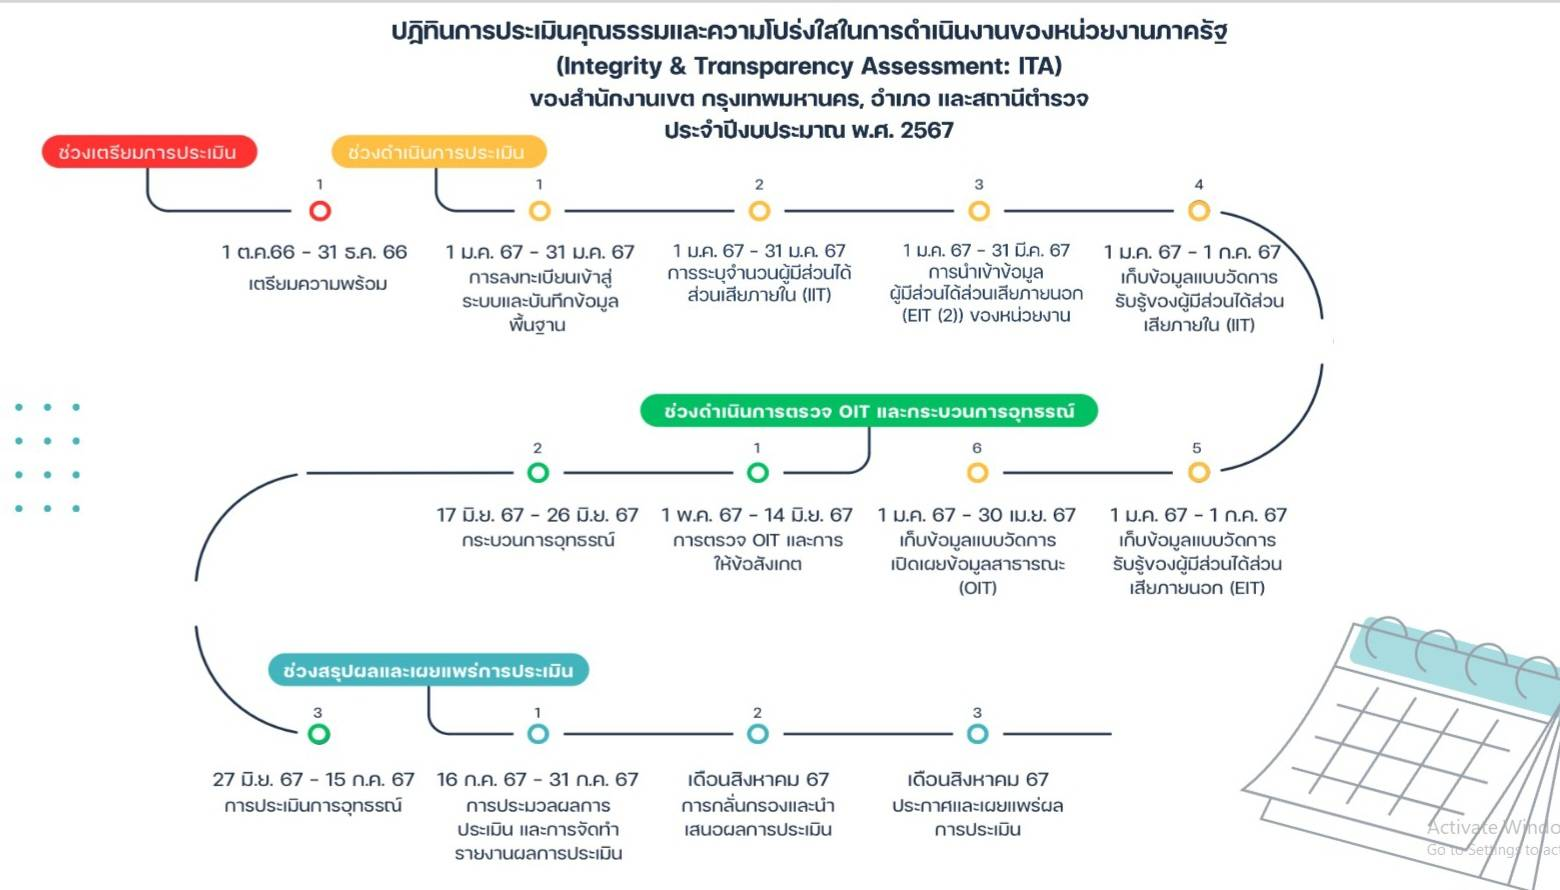 ปฏิทินการประเมินคุณธรรมและความโปร่งใสในการดำเนินงานของหน่วยงานภาครัฐ
(Integrity & Transparency Assessment: ITA)
ของสำนักงานเขต กรุงเทพมหานคร, อำเภอ และสถานีตำรวจ
ประจำปีงบประมาณ พ.ศ. 2567
ช่วงเตรียมการประเมิน
1
1 ต.ค.66 - 31 ธ.ค. 66
เตรียมความพร้อม
ช่วงดำเนินการประเมิน
1
1 ม.ค. 67 - 31 ม.ค. 67
การลงทะเบียนเข้าสู่
ระบบและบันทึกข้อมูล
พื้นฐาน
2
1 ม.ค. 67 - 31 ม.ค. 67
การระบุจำนวนผู้มีส่วนได้
ส่วนเสียภายใน (IIT)
3
1 ม.ค. 67 - 31 มี.ค. 67
การนำเข้าข้อมูล
ผู้มีส่วนได้ส่วนเสียภายนอก
(EIT (2)) ของหน่วยงาน
4
1 ม.ค. 67 - 1 ก.ค. 67
เก็บข้อมูลแบบวัดการ
รับรู้ของผู้มีส่วนได้ส่วน
เสียภายใน (IIT)
5
1 ม.ค. 67 - 1 ก.ค. 67
เก็บข้อมูลแบบวัดการ
รับรู้ของผู้มีส่วนได้ส่วน
เสียภายนอก (EIT)
6
1 ม.ค. 67 - 30 เม.ย. 67
เก็บข้อมูลแบบวัดการ
เปิดเผยข้อมูลสาธารณะ
(OIT)
ช่วงดำเนินการตรวจ OIT และกระบวนการอุทธรณ์
1
1 พ.ค. 67 - 14 มิ.ย. 67
การตรวจ OIT และการ
ให้ข้อสังเกต
2
17 มิ.ย. 67 - 26 มิ.ย. 67
กระบวนการอุทธรณ์
3
27 มิ.ย. 67 - 15 ก.ค. 67
การประเมินการอุทธรณ์
ช่วงสรุปผลและเผยแพร่การประเมิน
1
16 ก.ค. 67 - 31 ก.ค. 67
การประมวลผลการ
ประเมิน และการจัดทำ
รายงานผลการประเมิน
2
เดือนสิงหาคม 67
การกลั่นกรองและนำ
เสนอผลการประเมิน
3
เดือนสิงหาคม 67
ประกาศและเผยแพร่ผล
การประเมิน
Activate Windo
Go to Settings to act